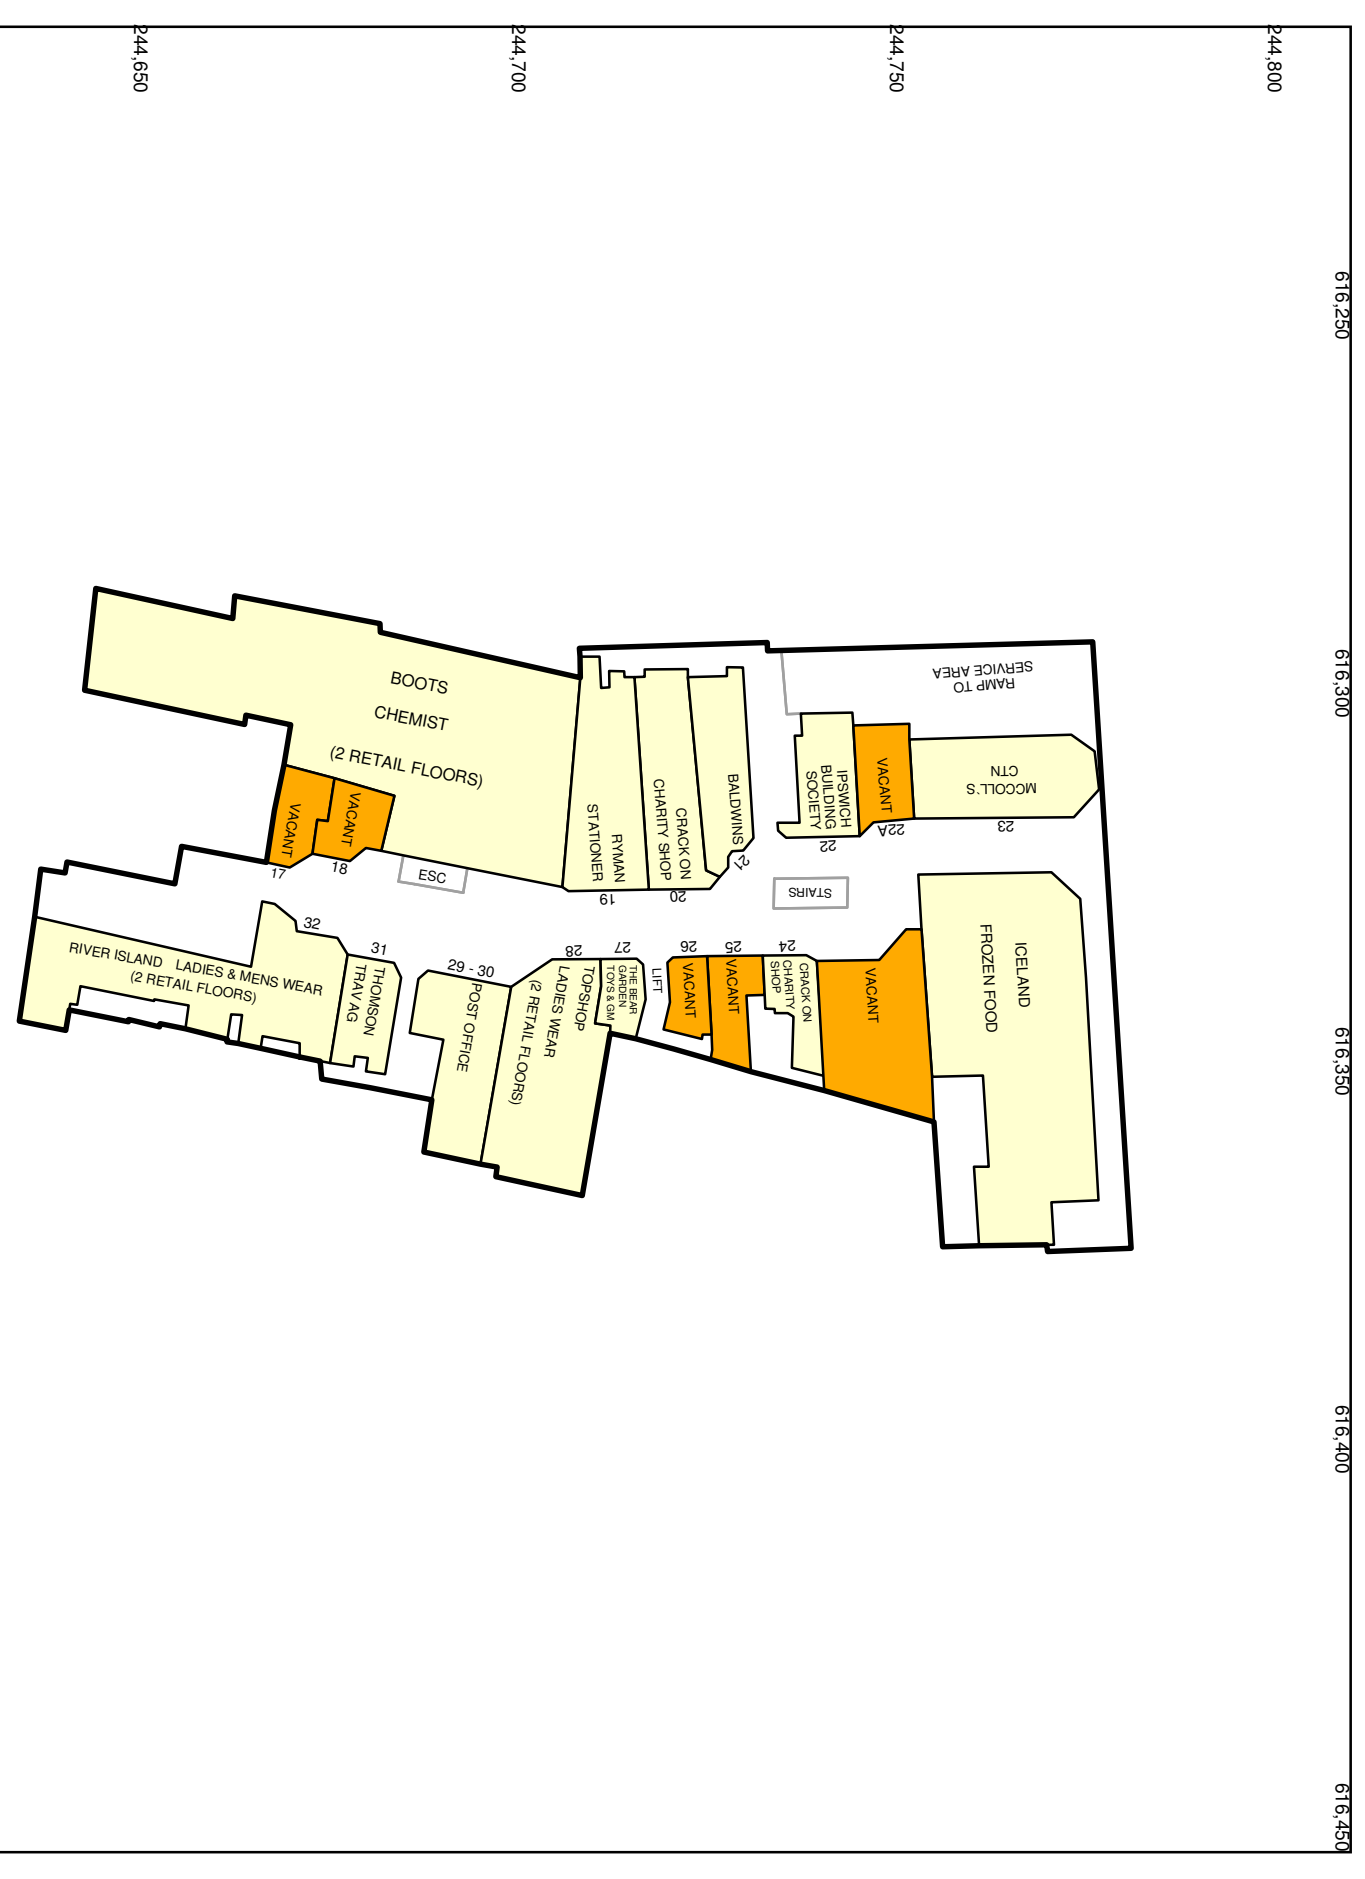 244,650
244,700
244,750
244,800
616,250
616,300
616,350
616,400
616,450
BOOTS
CHEMIST
(2 RETAIL FLOORS)
VACANT
17
VACANT
18
ESC
RYMAN
STATIONER
19
CRACK ON
CHARITY SHOP
20
BALDWINS
21
RAMP TO
SERVICE AREA
IPSWICH
BUILDING
SOCIETY
22
VACANT
22A
MCCOLL'S
CTN
23
STAIRS
ICELAND
FROZEN FOOD
VACANT
24
CRACK ON
CHARITY
SHOP
25
VACANT
26
VACANT
LIFT
27
THE BEAR
GARDEN
TOYS & GM
28
TOPSHOP
LADIES WEAR
(2 RETAIL FLOORS)
29 - 30
POST OFFICE
31
THOMSON
TRAV AG
32
RIVER ISLAND LADIES & MENS WEAR
(2 RETAIL FLOORS)